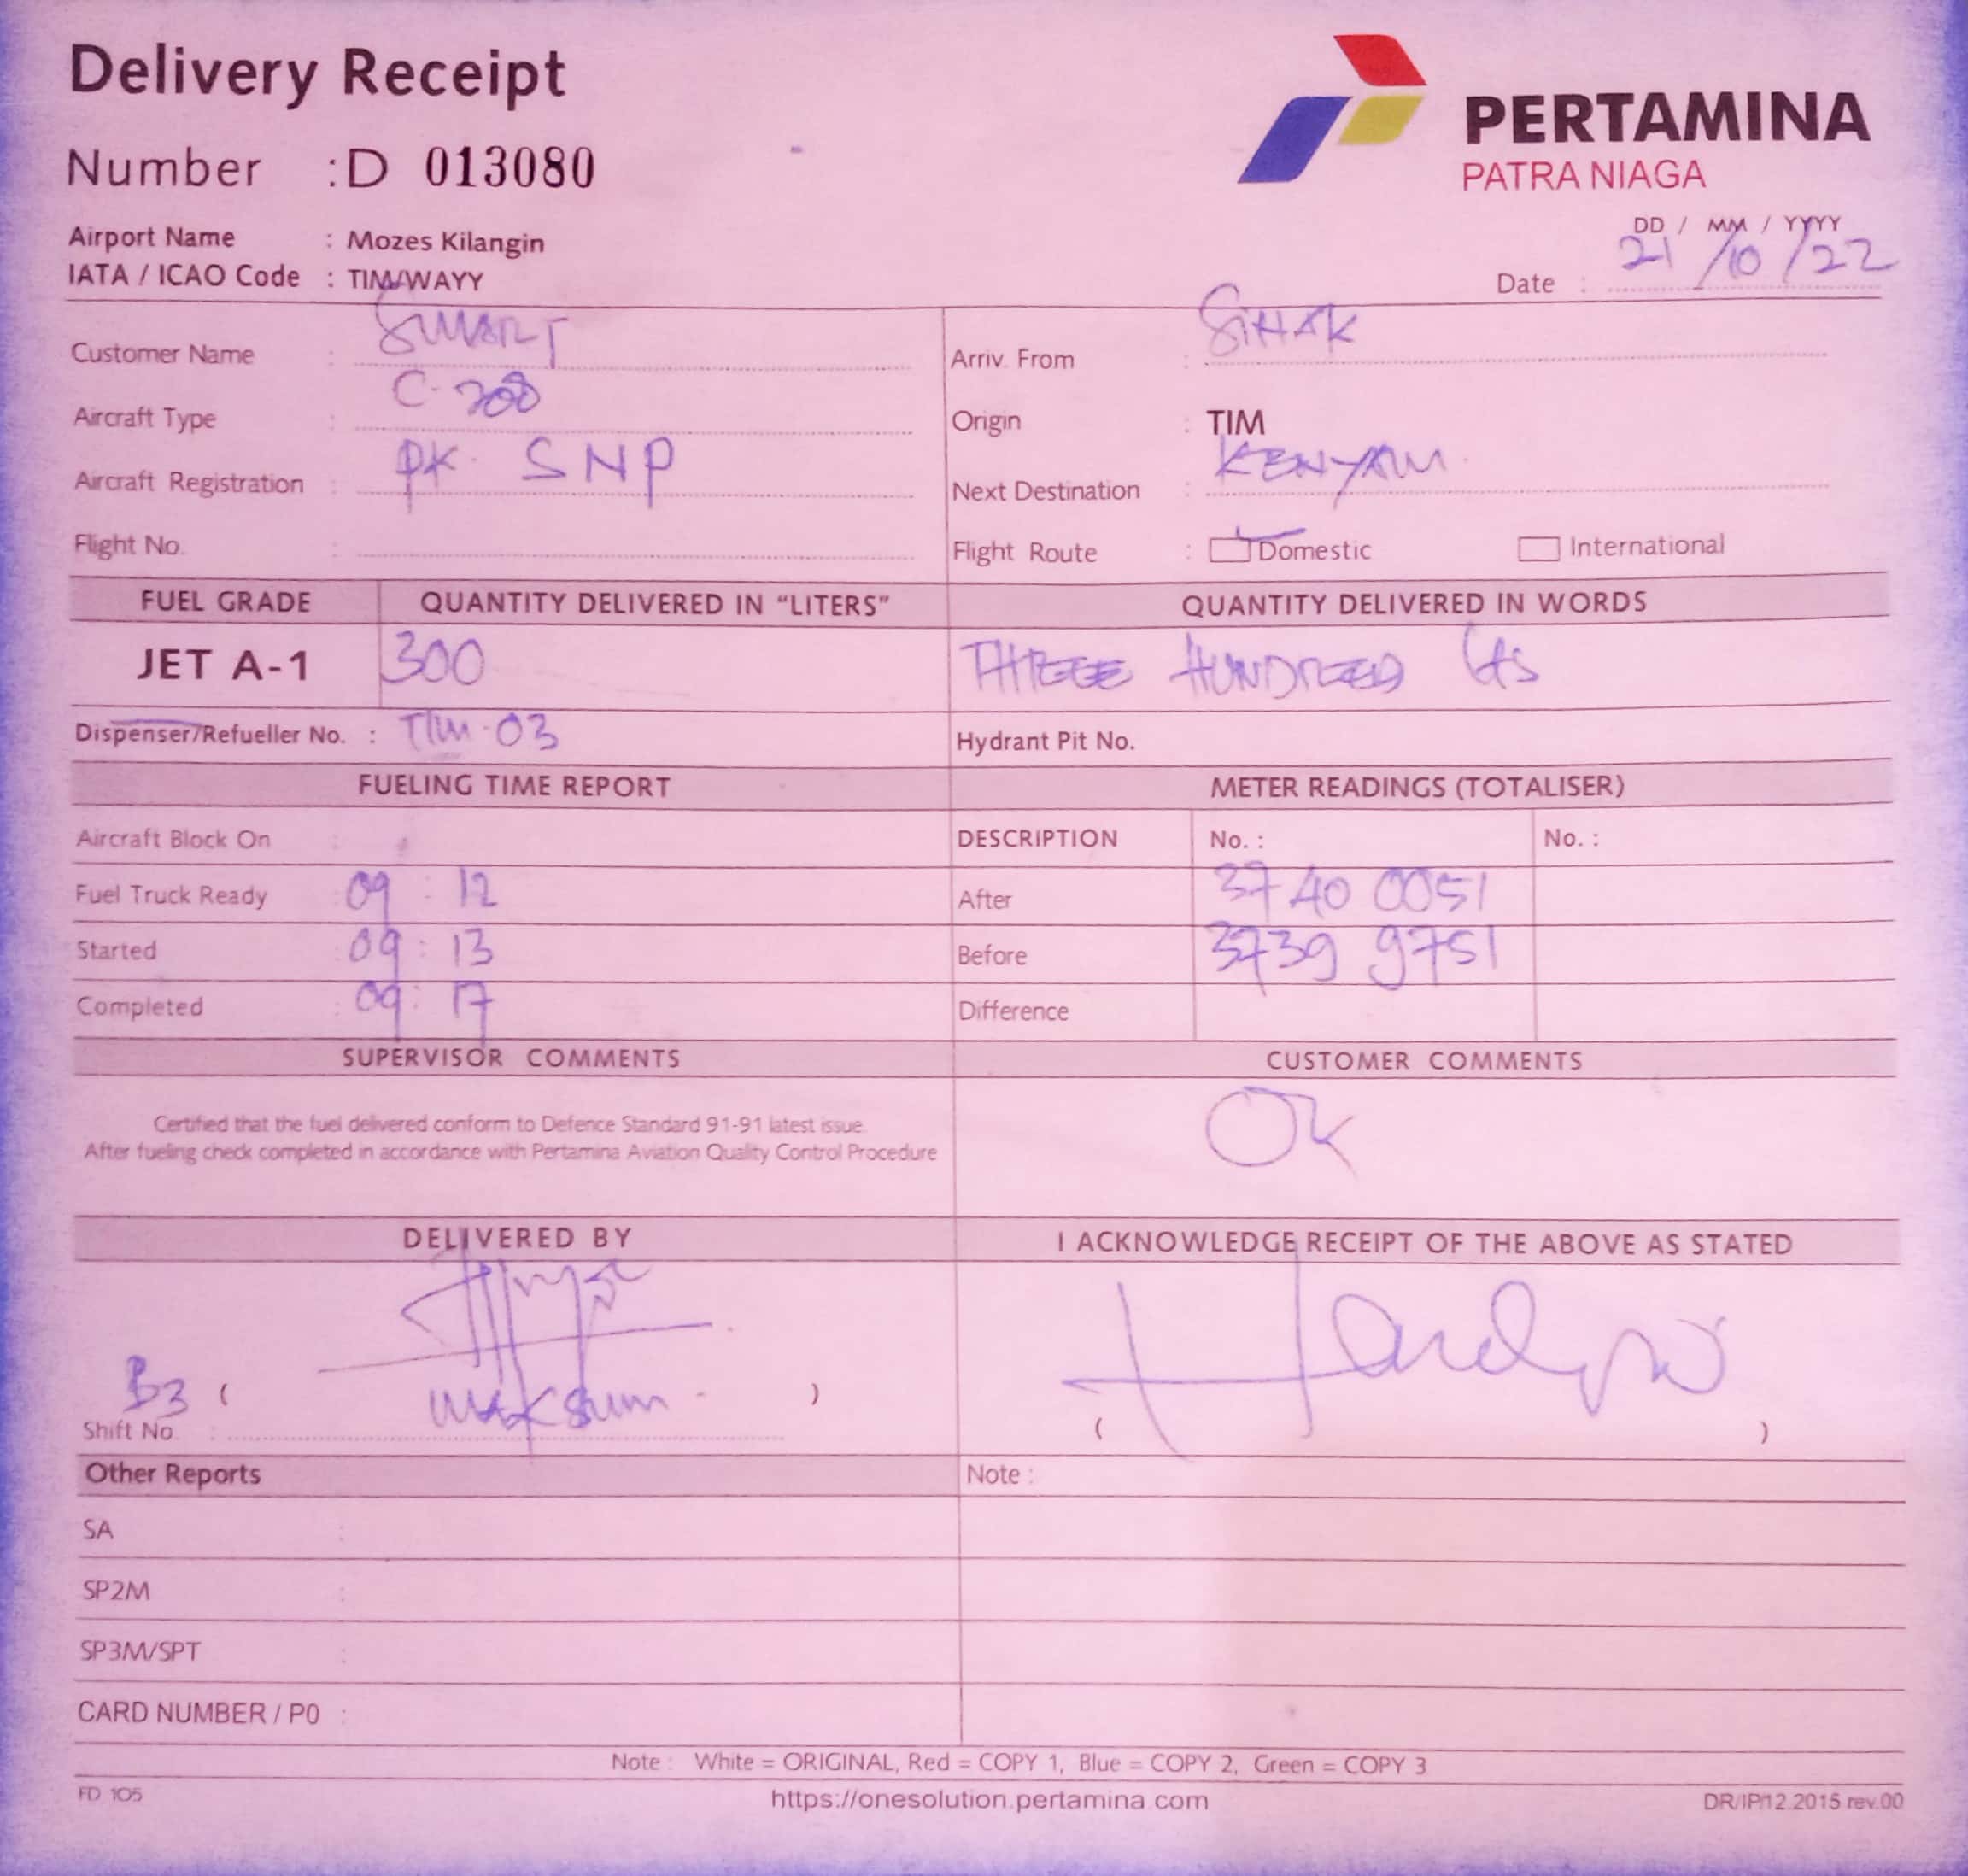 Delivery Receipt
Number :D 013080
PERTAMINA
PATRA NIAGA
Airport Name : Mozes Kilangin
IATA / ICAO Code : TIM/WAYY
DD / MM / YYYY
Date : 21/10/22
Customer Name : SMART
Arriv. From : SINAK
Aircraft Type : C-208
Origin : TIM
Aircraft Registration : PK. SNP
Next Destination : KENYAM.
Flight No. :
Flight Route : Domestic International
FUEL GRADE QUANTITY DELIVERED IN “LITERS” QUANTITY DELIVERED IN WORDS
JET A-1 300 THREE HUNDRED Lts
Dispenser/Refueller No. : TIM-03 Hydrant Pit No.
FUELING TIME REPORT METER READINGS (TOTALISER)
Aircraft Block On : DESCRIPTION No. : No. :
Fuel Truck Ready : 09 : 12 After 3740 0051
Started : 09 : 13 Before 3739 9751
Completed : 09 : 17 Difference
SUPERVISOR COMMENTS CUSTOMER COMMENTS
Certified that the fuel delivered conform to Defence Standard 91-91 latest issue.
After fueling check completed in accordance with Pertamina Aviation Quality Control Procedure
OK
DELIVERED BY I ACKNOWLEDGE RECEIPT OF THE ABOVE AS STATED
B3 ( Maksum. ) ( )
Shift No. :
Other Reports Note :
SA :
SP2M :
SP3M/SPT :
CARD NUMBER / P0 :
Note : White = ORIGINAL, Red = COPY 1, Blue = COPY 2, Green = COPY 3
FD 105 https://onesolution.pertamina.com DR/IP/12.2015 rev.00